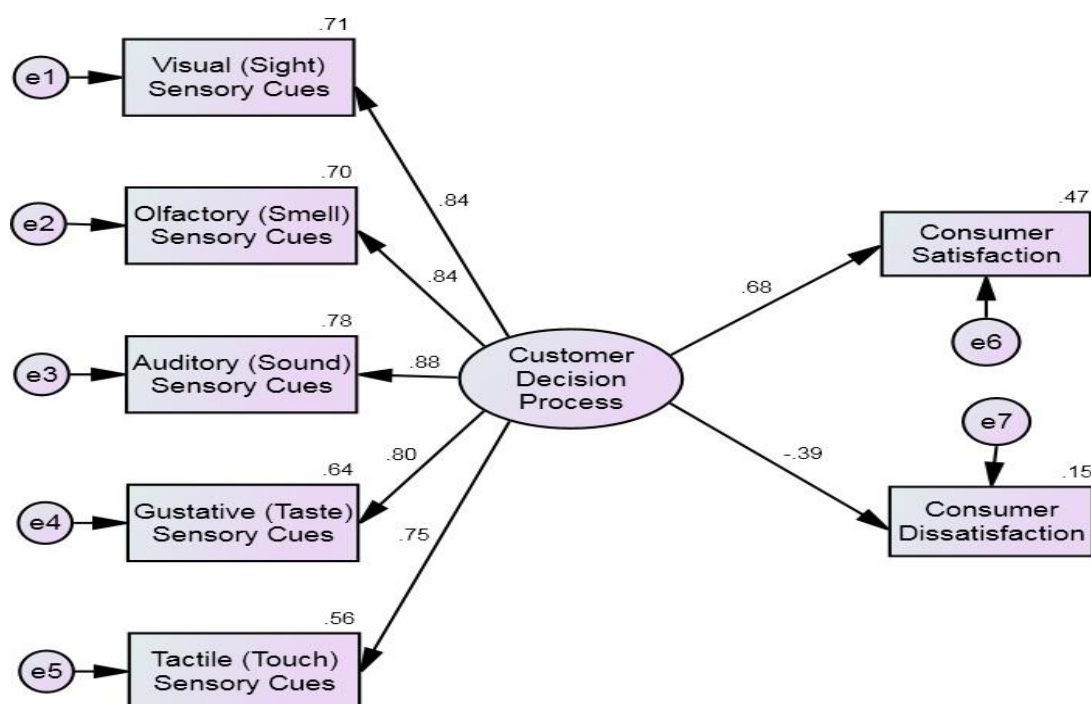 .71
e1
Visual (Sight)
Sensory Cues
.84
.70
e2
Olfactory (Smell)
Sensory Cues
.84
.78
e3
Auditory (Sound)
Sensory Cues
.88
.64
e4
Gustative (Taste)
Sensory Cues
.80
.56
e5
Tactile (Touch)
Sensory Cues
.75
Customer
Decision
Process
.68
.47
Consumer
Satisfaction
e6
e7
-.39
.15
Consumer
Dissatisfaction